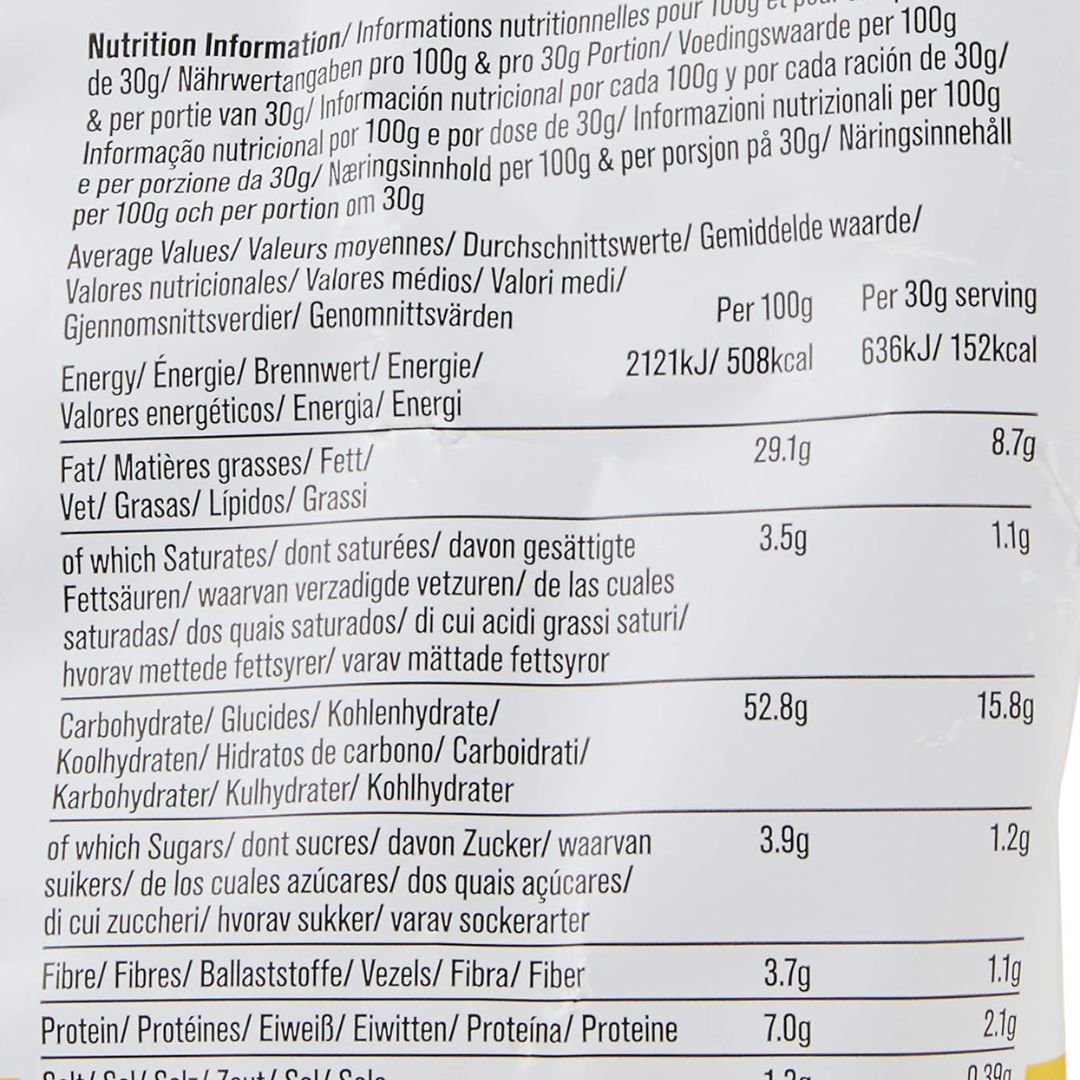 Nutrition Information/ Informations nutritionnelles pour 100g et
de 30g/ Nährwertangaben pro 100g & pro 30g Portion/ Voedingswaarde per 100g
& per portie van 30g/ Información nutricional por cada 100g y por cada ración de 30g/
Informação nutricional por 100g e por dose de 30g/ Informazioni nutrizionali per 100g
e per porzione da 30g/ Næringsinnhold per 100g & per porsjon på 30g/ Näringsinnehåll
per 100g och per portion om 30g
Average Values/ Valeurs moyennes/ Durchschnittswerte/ Gemiddelde waarde/
Valores nutricionales/ Valores médios/ Valori medi/
Gjennomsnittsverdier/ Genomnittsvärden Per 100g Per 30g serving
Energy/ Énergie/ Brennwert/ Energie/ 2121kJ/ 508kcal 636kJ/ 152kcal
Valores energéticos/ Energia/ Energi
Fat/ Matières grasses/ Fett/ 29.1g 8.7g
Vet/ Grasas/ Lípidos/ Grassi
of which Saturates/ dont saturées/ davon gesättigte 3.5g 1.1g
Fettsäuren/ waarvan verzadigde vetzuren/ de las cuales
saturadas/ dos quais saturados/ di cui acidi grassi saturi/
hvorav mettede fettsyrer/ varav mättade fettsyror
Carbohydrate/ Glucides/ Kohlenhydrate/ 52.8g 15.8g
Koolhydraten/ Hidratos de carbono/ Carboidrati/
Karbohydrater/ Kulhydrater/ Kohlhydrater
of which Sugars/ dont sucres/ davon Zucker/ waarvan 3.9g 1.2g
suikers/ de los cuales azúcares/ dos quais açúcares/
di cui zuccheri/ hvorav sukker/ varav sockerarter
Fibre/ Fibres/ Ballaststoffe/ Vezels/ Fibra/ Fiber 3.7g 1.1g
Protein/ Protéines/ Eiweiß/ Eiwitten/ Proteína/ Proteine 7.0g 2.1g
Salt/ Sel/ Salz/ Zout/ Sal/ Sale 0.39g